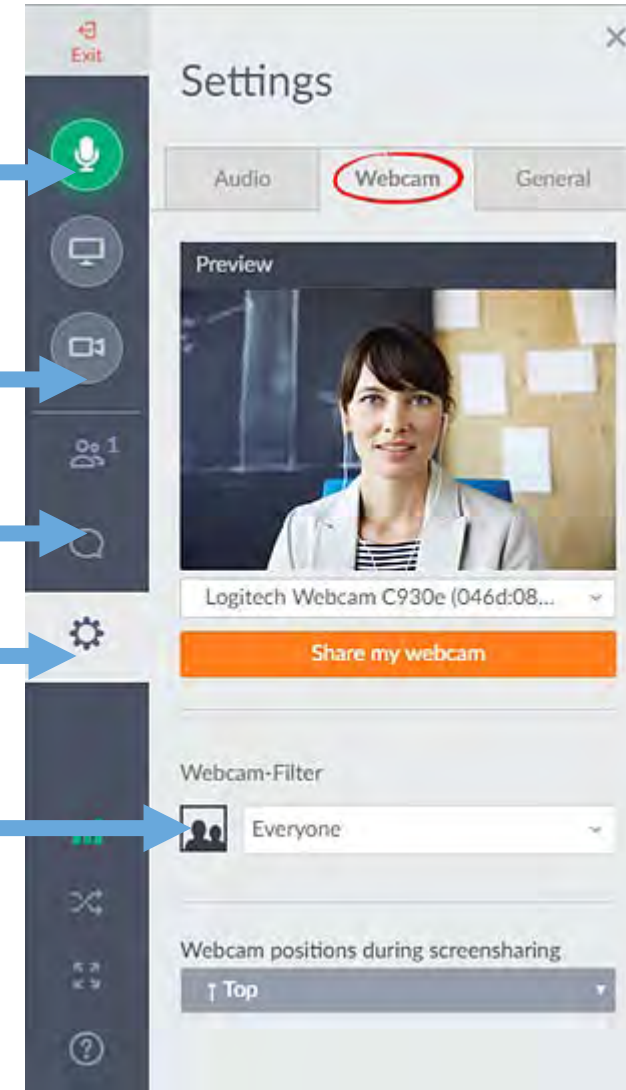 Exit
Settings
Audio
Webcam
General
Preview
1
Logitech Webcam C930e (046d:08...
Share my webcam
Webcam-Filter
Everyone
Webcam positions during screensharing
↑ Top
?